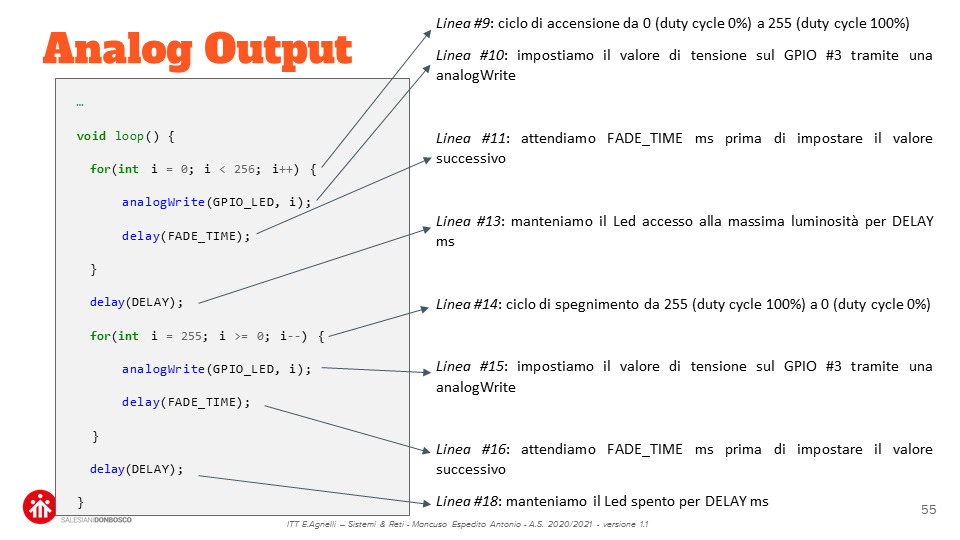 Analog Output
…
void loop() {
for(int i = 0; i < 256; i++) {
analogWrite(GPIO_LED, i);
delay(FADE_TIME);
}
delay(DELAY);
for(int i = 255; i >= 0; i--) {
analogWrite(GPIO_LED, i);
delay(FADE_TIME);
}
delay(DELAY);
}
Linea #9: ciclo di accensione da 0 (duty cycle 0%) a 255 (duty cycle 100%)
Linea #10: impostiamo il valore di tensione sul GPIO #3 tramite una
analogWrite
Linea #11: attendiamo FADE_TIME ms prima di impostare il valore
successivo
Linea #13: manteniamo il Led accesso alla massima luminosità per DELAY
ms
Linea #14: ciclo di spegnimento da 255 (duty cycle 100%) a 0 (duty cycle 0%)
Linea #15: impostiamo il valore di tensione sul GPIO #3 tramite una
analogWrite
Linea #16: attendiamo FADE_TIME ms prima di impostare il valore
successivo
Linea #18: manteniamo il Led spento per DELAY ms
SALESIANIDONBOSCO
ITT E.Agnelli – Sistemi & Reti - Mancuso Espedito Antonio - A.S. 2020/2021 - versione 1.1
55